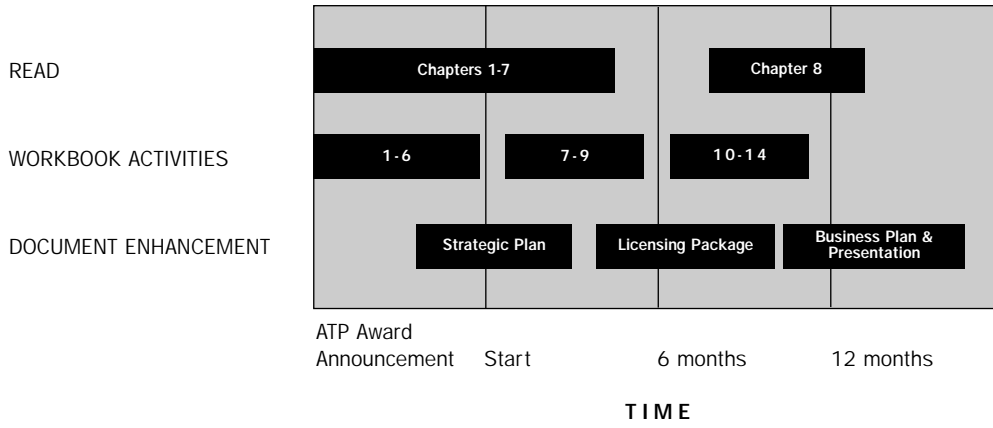 READ
Chapters 1-7
Chapter 8
WORKBOOK ACTIVITIES
1-6
7-9
10-14
DOCUMENT ENHANCEMENT
Strategic Plan
Licensing Package
Business Plan &
Presentation
ATP Award
Announcement
Start
6 months
12 months
TIME